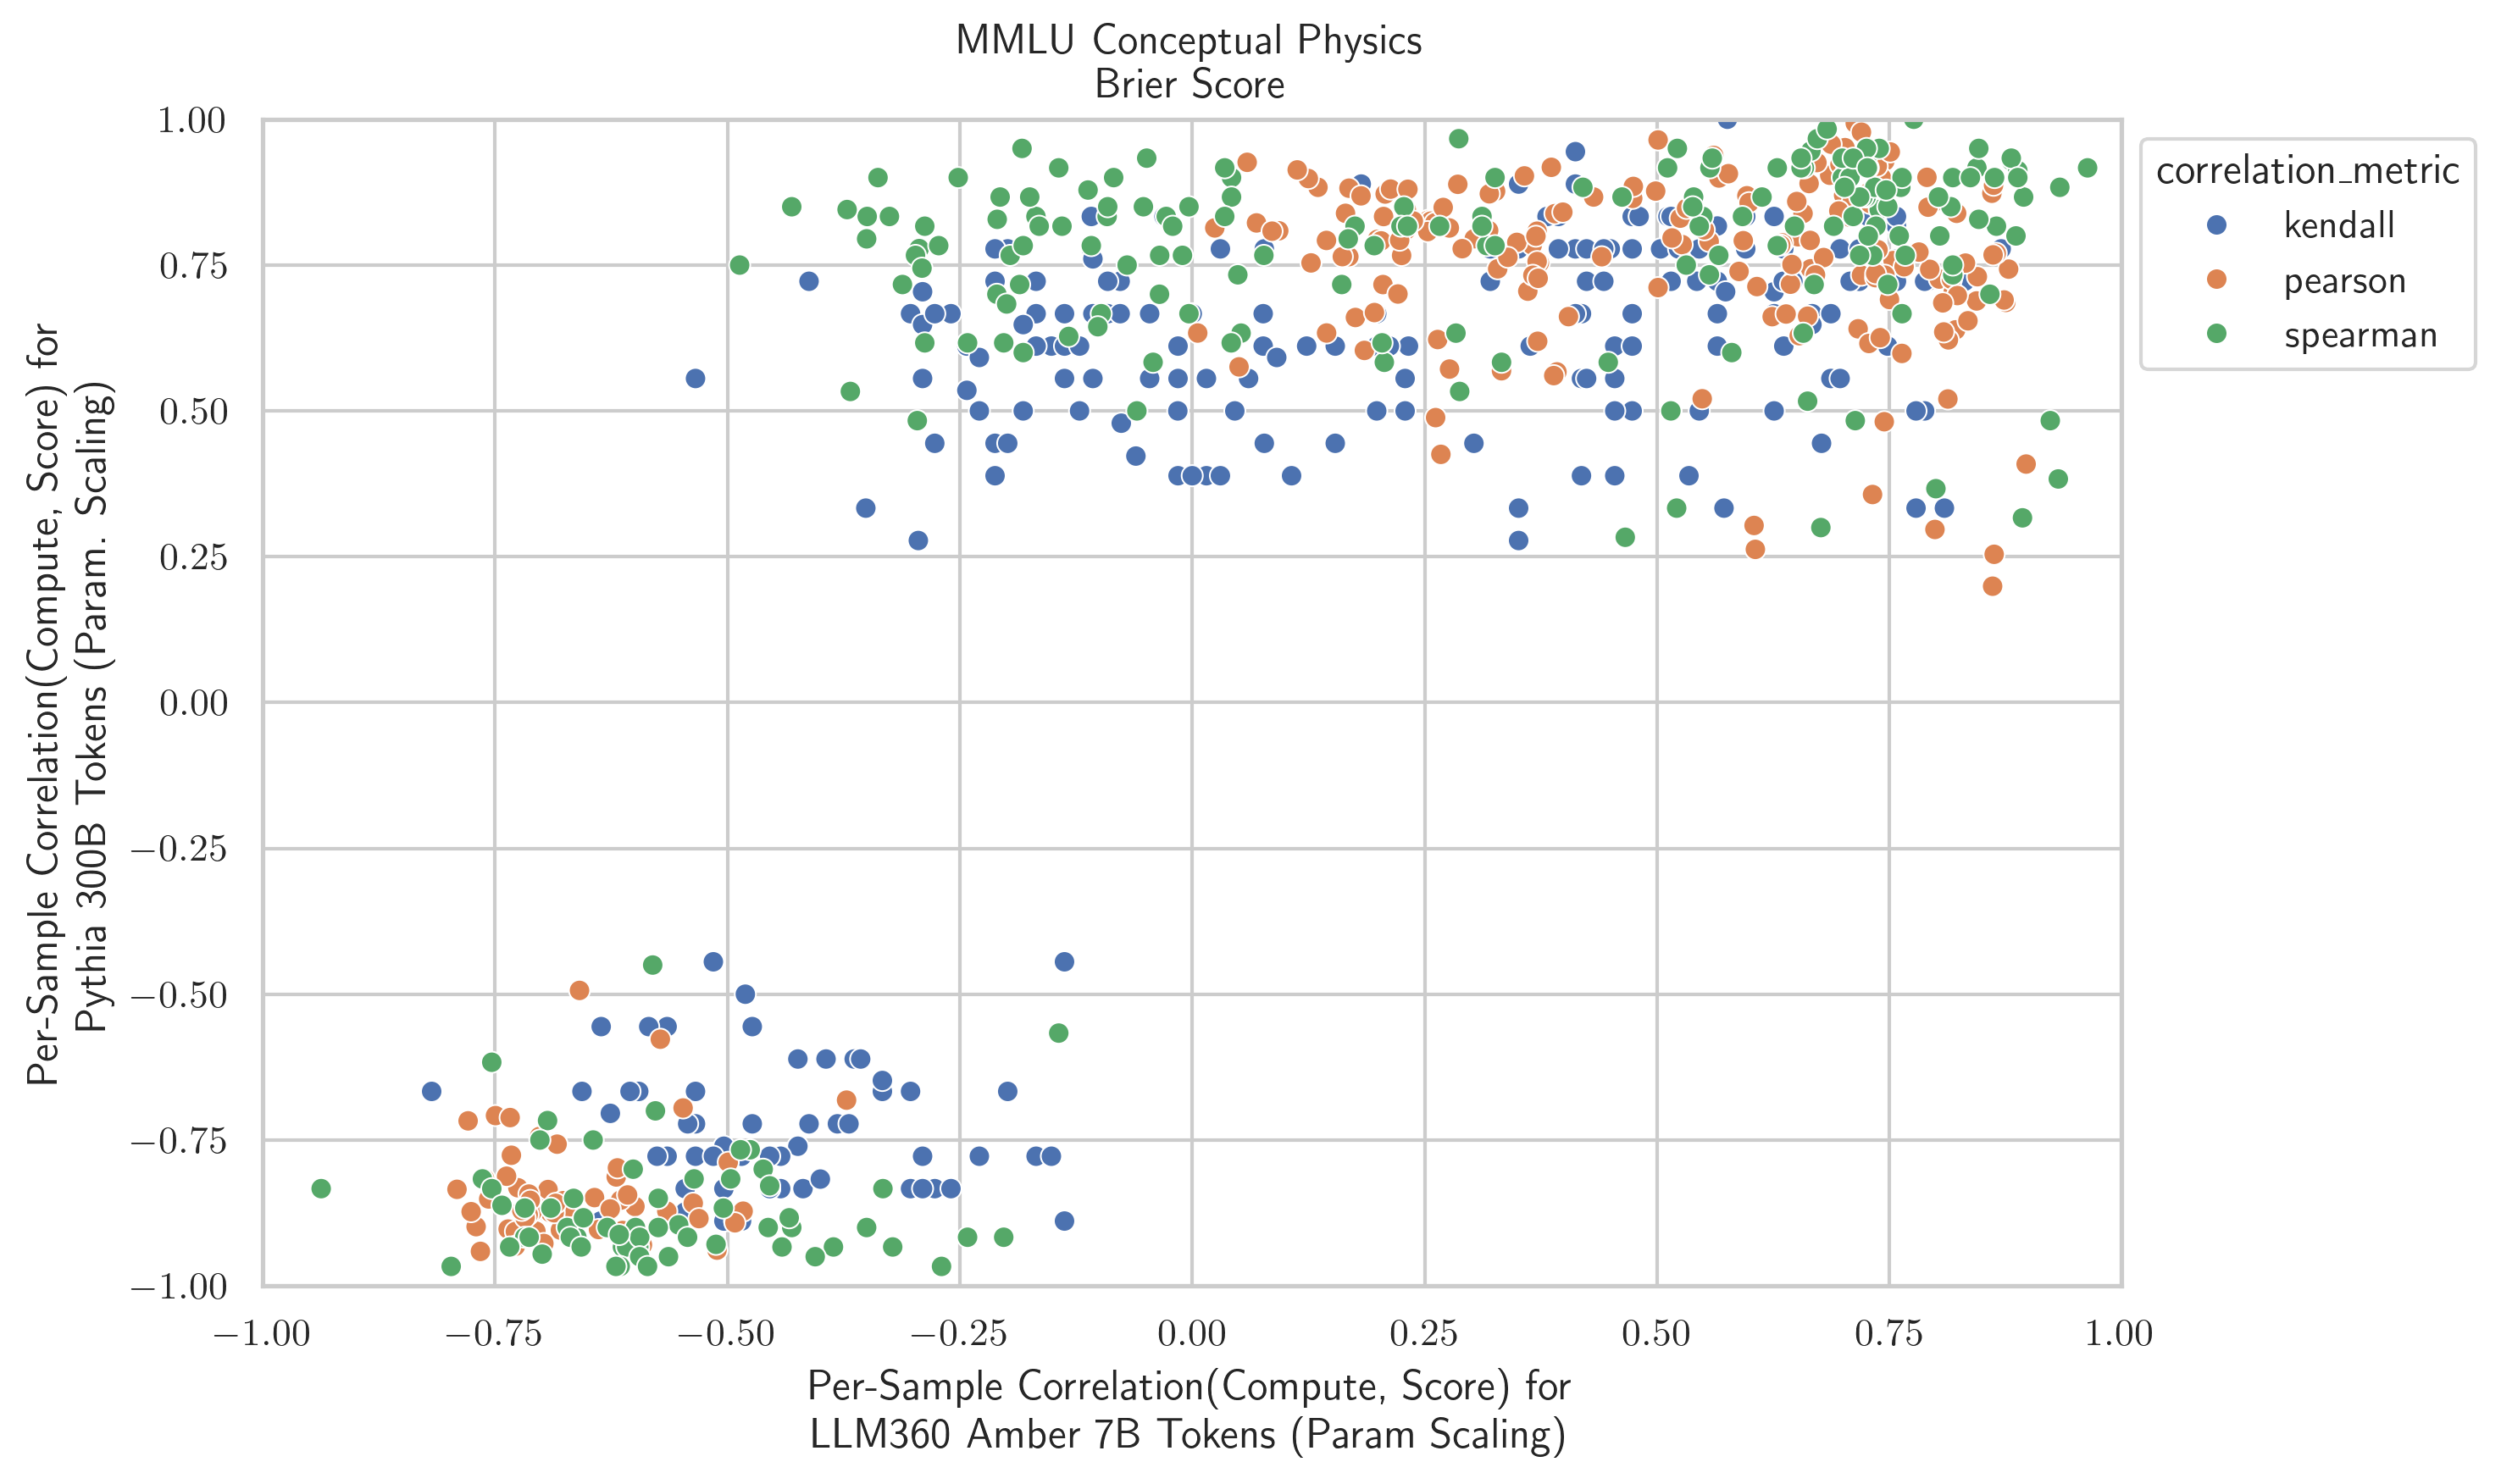 MMLU Conceptual Physics
Brier Score
Per-Sample Correlation(Compute, Score) for
Pythia 300B Tokens (Param. Scaling)
1.00
0.75
0.50
0.25
0.00
−0.25
−0.50
−0.75
−1.00
−1.00
−0.75
−0.50
−0.25
0.00
0.25
0.50
0.75
1.00
Per-Sample Correlation(Compute, Score) for
LLM360 Amber 7B Tokens (Param Scaling)
correlation_metric
kendall
pearson
spearman